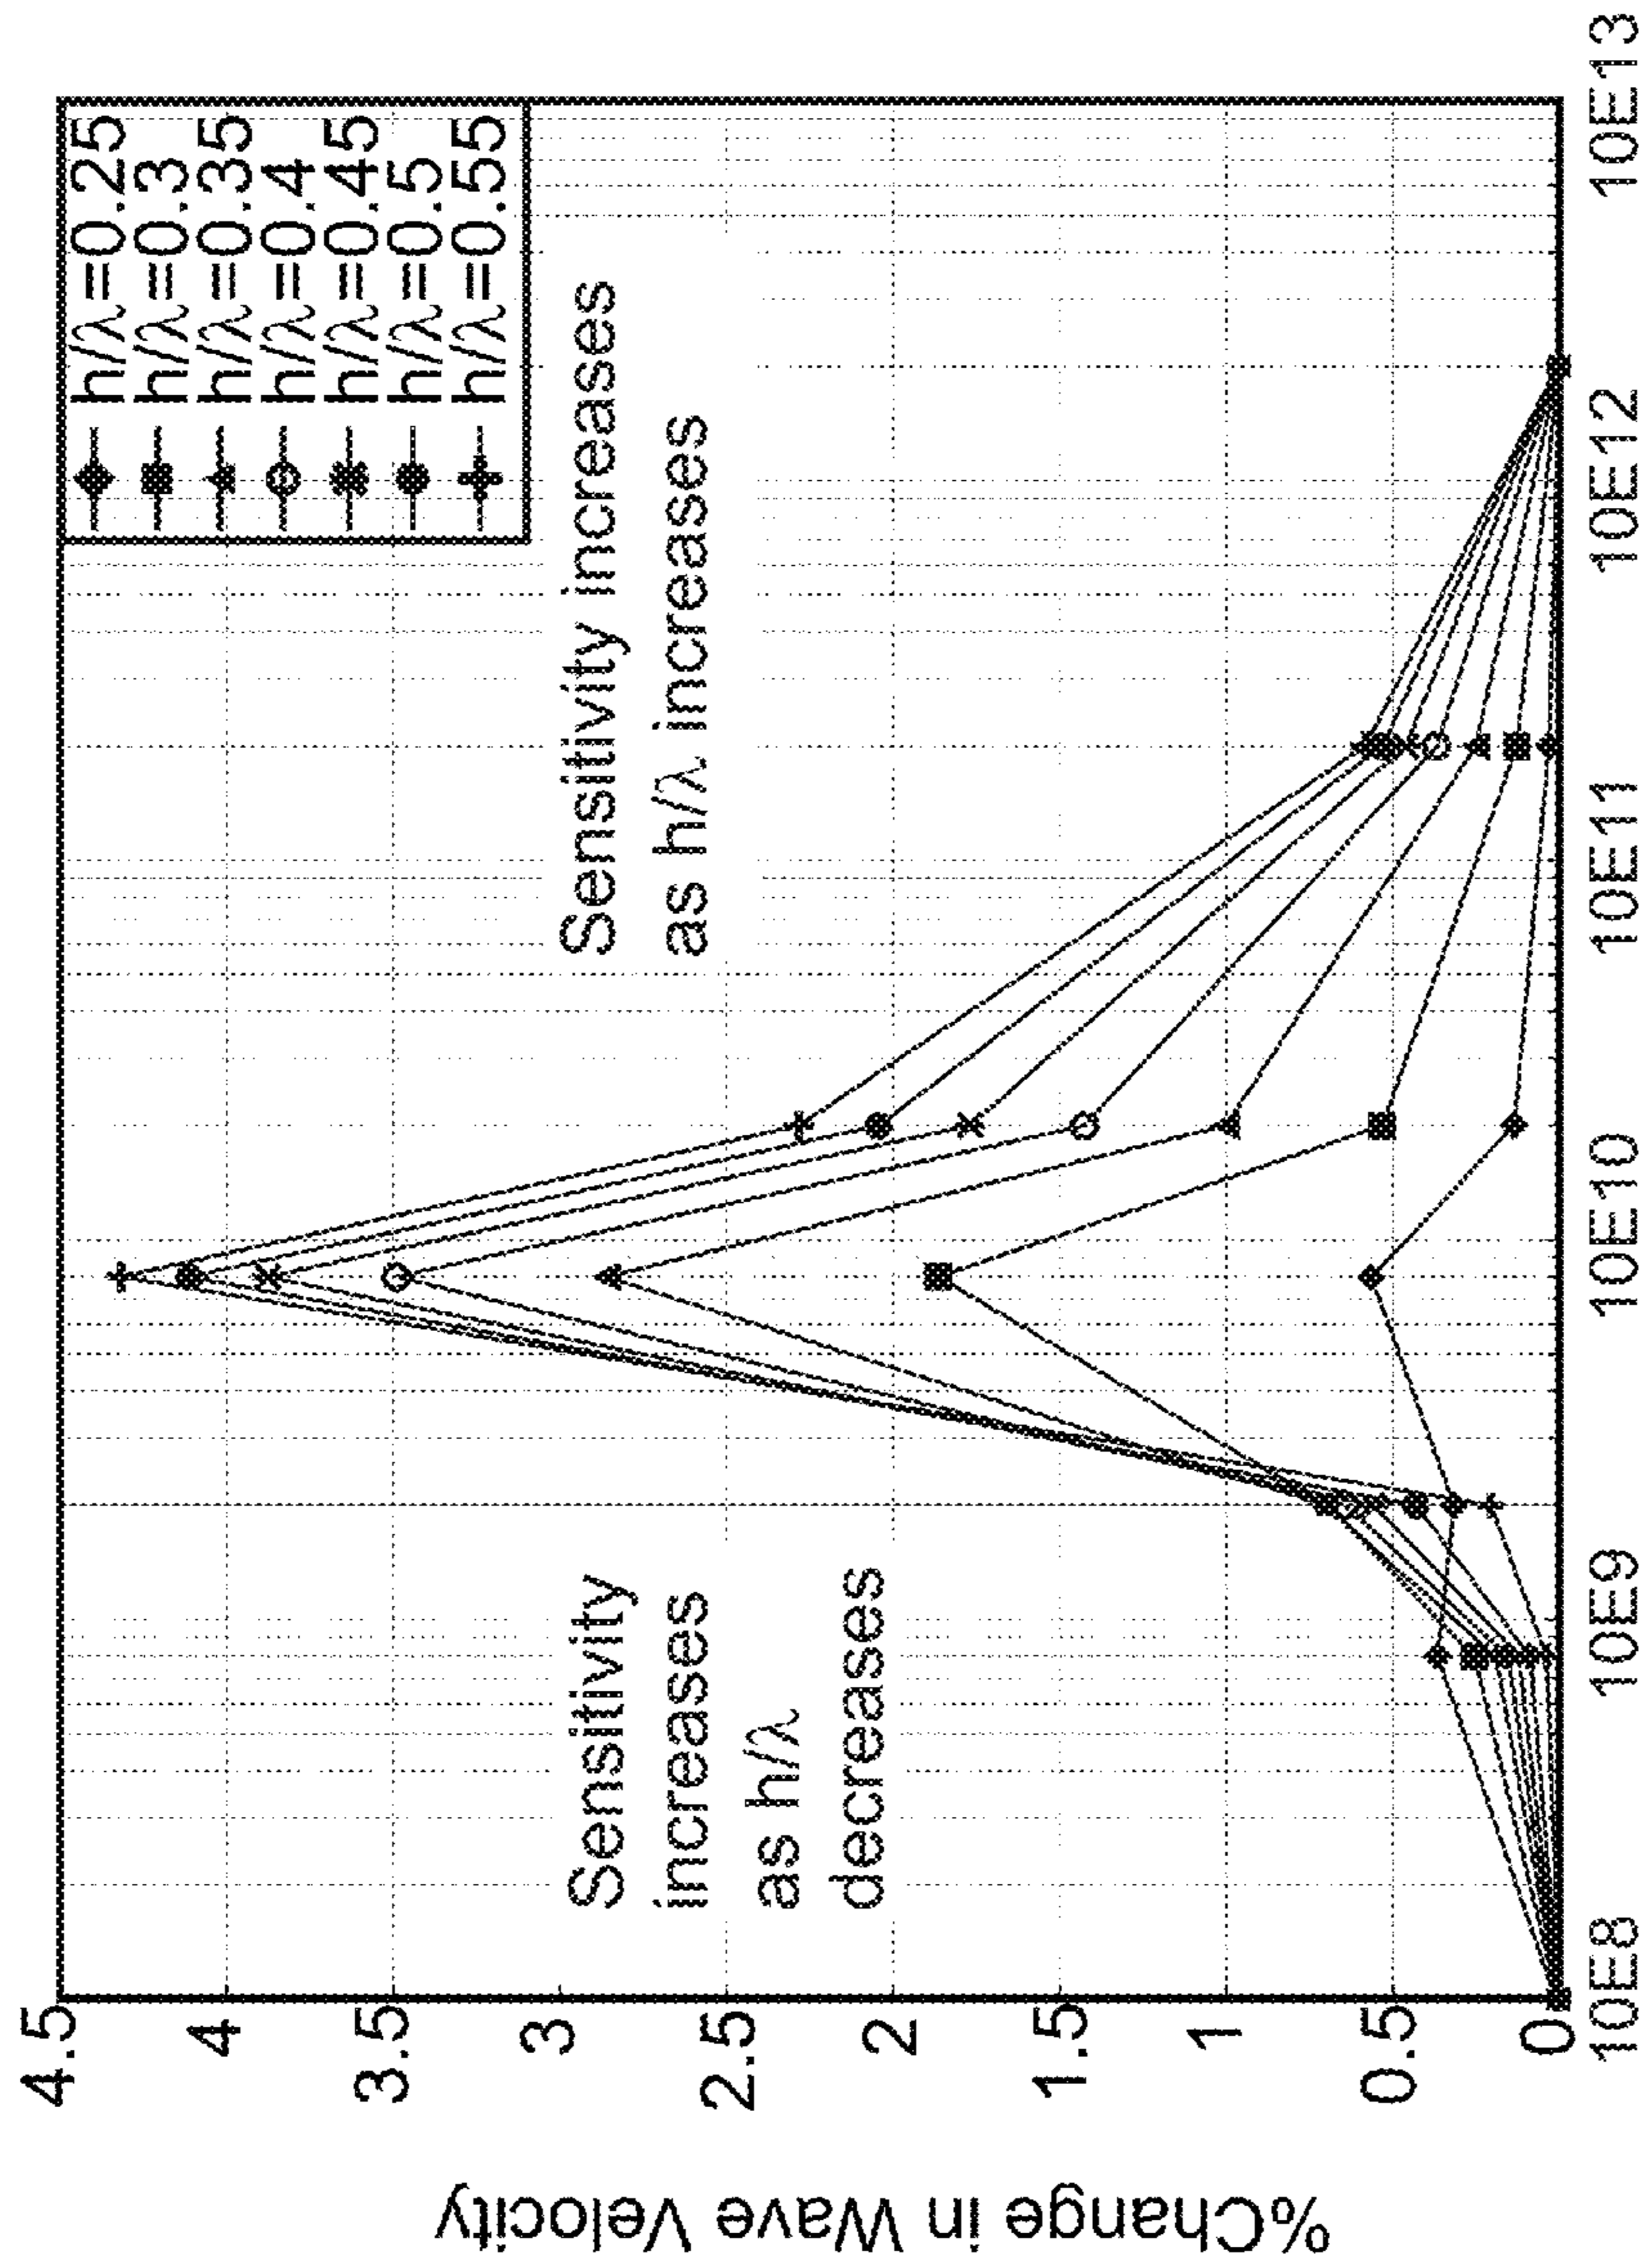 h/λ=0.25
h/λ=0.3
h/λ=0.35
h/λ=0.4
h/λ=0.45
h/λ=0.5
h/λ=0.55
Sensitivity increases
as h/λ increases
Sensitivity
increases
as h/λ
decreases
%Change in Wave Velocity
4.5
4
3.5
3
2.5
2
1.5
1
0.5
0
10E8
10E9
10E10
10E11
10E12
10E13